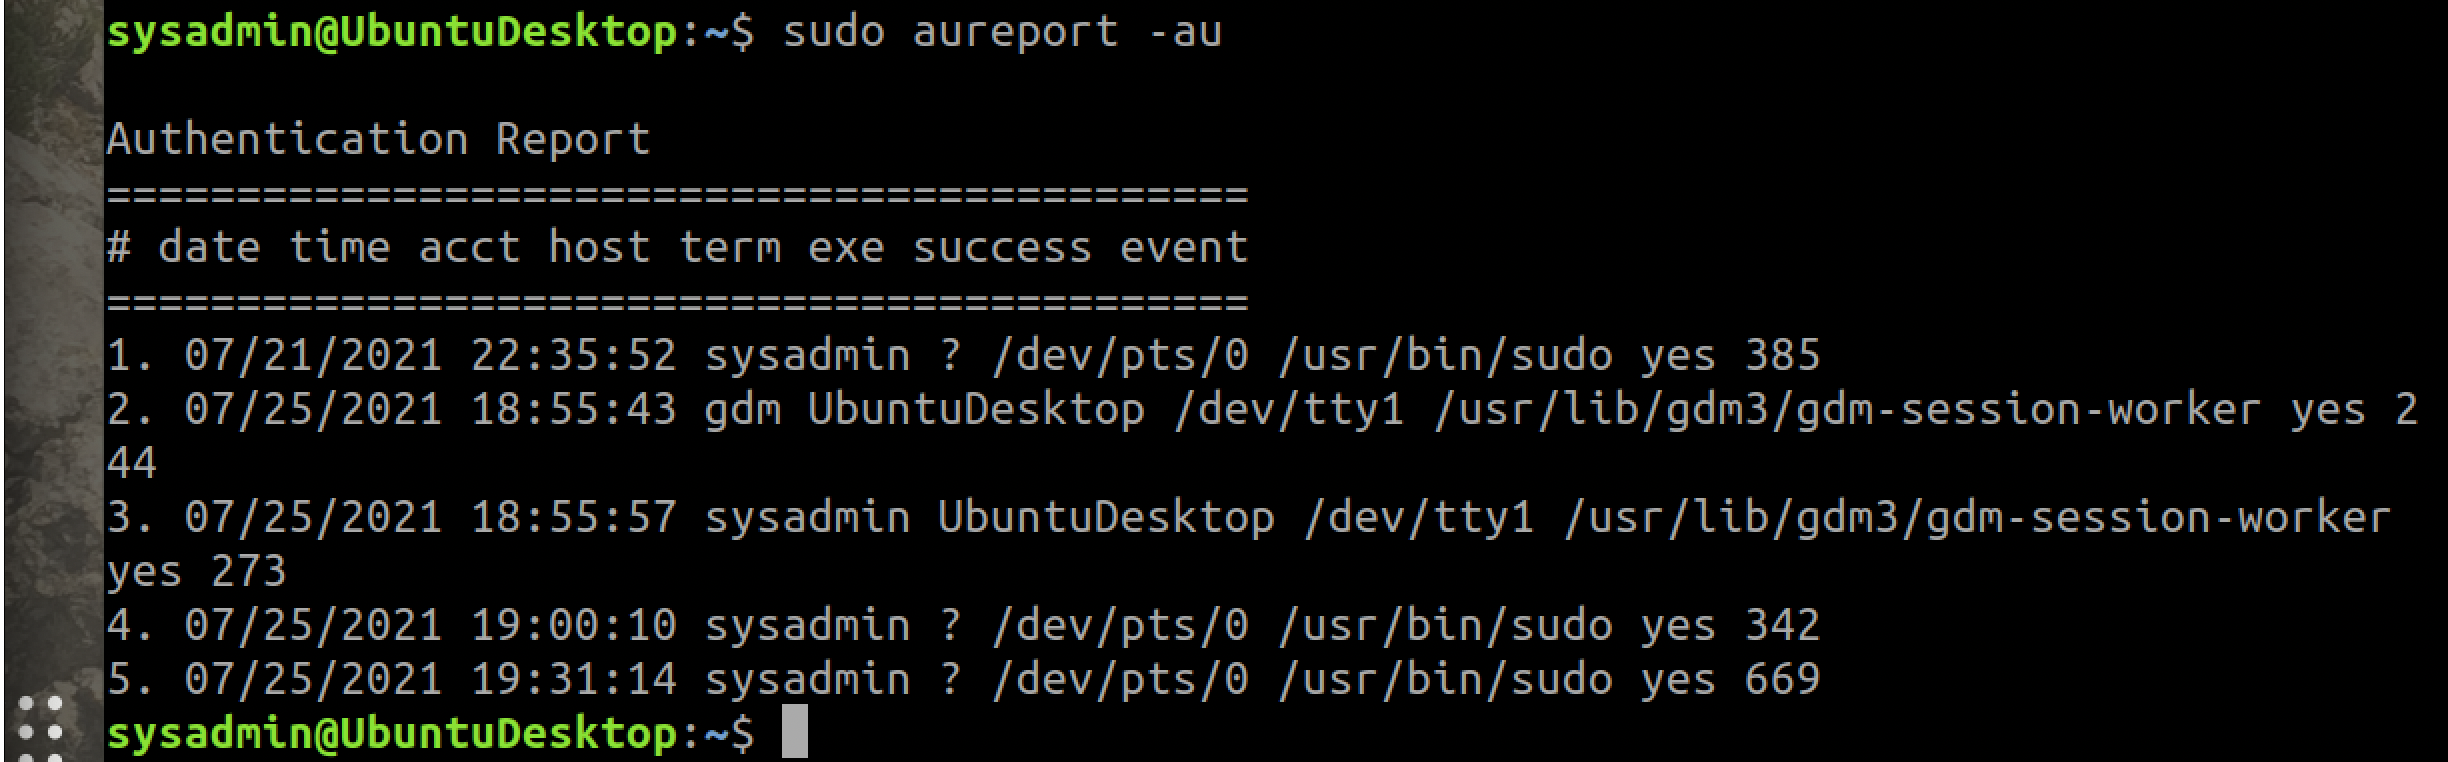 sysadmin@UbuntuDesktop:~$ sudo aureport -au
Authentication Report
============================================
# date time acct host term exe success event
============================================
1. 07/21/2021 22:35:52 sysadmin ? /dev/pts/0 /usr/bin/sudo yes 385
2. 07/25/2021 18:55:43 gdm UbuntuDesktop /dev/tty1 /usr/lib/gdm3/gdm-session-worker yes 2
44
3. 07/25/2021 18:55:57 sysadmin UbuntuDesktop /dev/tty1 /usr/lib/gdm3/gdm-session-worker
yes 273
4. 07/25/2021 19:00:10 sysadmin ? /dev/pts/0 /usr/bin/sudo yes 342
5. 07/25/2021 19:31:14 sysadmin ? /dev/pts/0 /usr/bin/sudo yes 669
sysadmin@UbuntuDesktop:~$